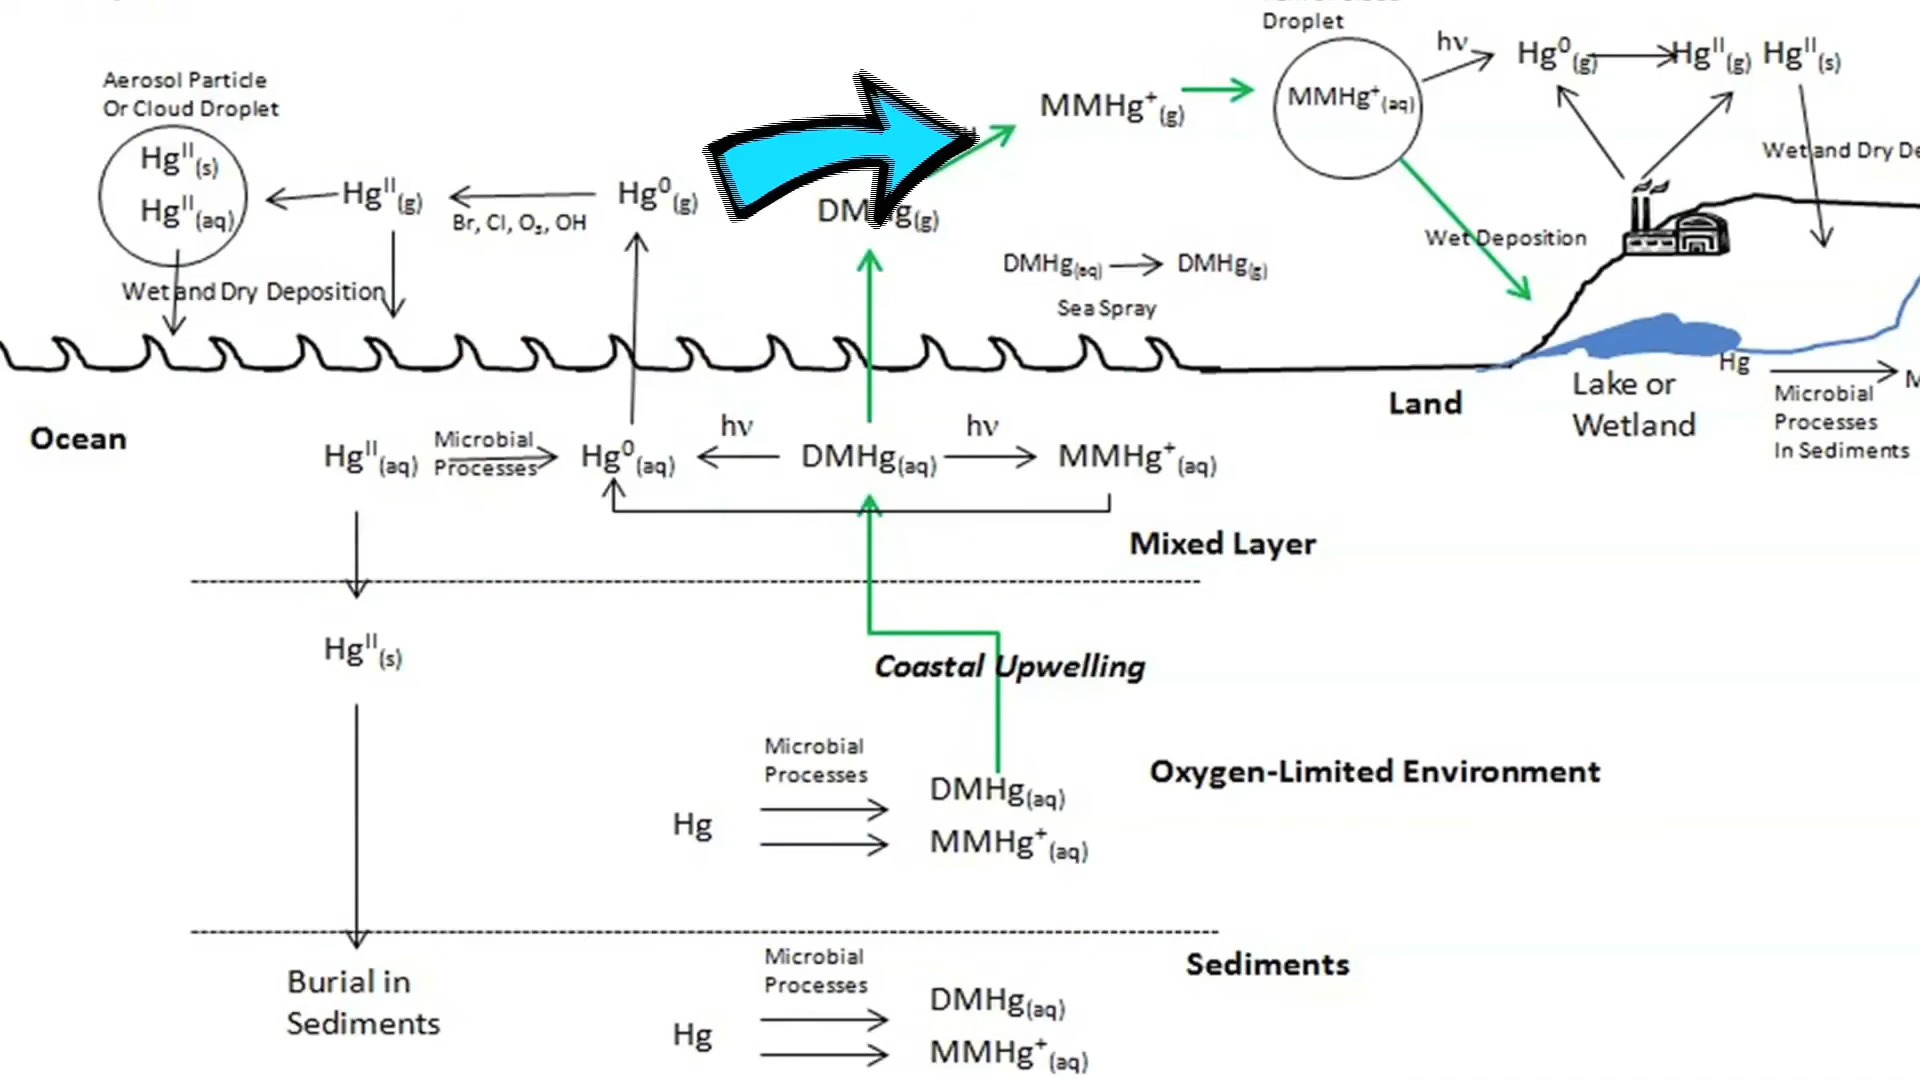 Droplet
MMHg⁺(aq)
hν
Hg⁰(g)
Hgᴵᴵ(g) Hgᴵᴵ(s)
MMHg⁺(g)
Aerosol Particle
Or Cloud Droplet
Hgᴵᴵ(s)
Hgᴵᴵ(aq)
Hgᴵᴵ(g)
Br, Cl, O₃, OH
Hg⁰(g)
Wet and Dry
Wet and Dry Deposition
DMHg(aq) DMHg(g)
Sea Spray
Wet Deposition
Ocean
Land
Lake or
Wetland
Hg
Microbial
Processes
In Sediments
Hgᴵᴵ(aq)
Microbial
Processes
Hg⁰(aq)
hν
DMHg(aq)
hν
MMHg⁺(aq)
Mixed Layer
Hgᴵᴵ(s)
Coastal Upwelling
Microbial
Processes
Hg
DMHg(aq)
MMHg⁺(aq)
Oxygen-Limited Environment
Sediments
Burial in
Sediments
Microbial
Processes
Hg
DMHg(aq)
MMHg⁺(aq)